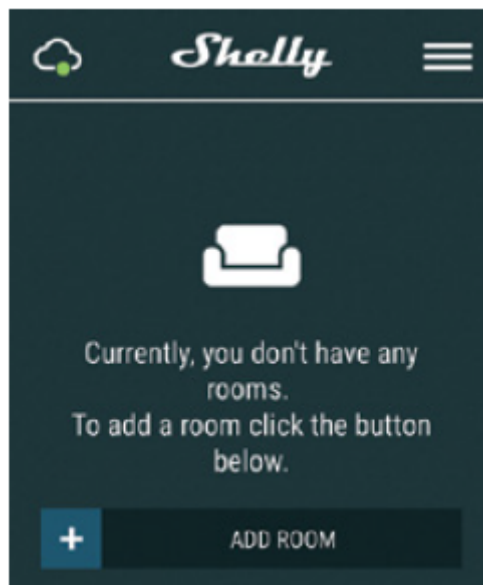 Shelly
Currently, you don't have any
rooms.
To add a room click the button
below.
+ ADD ROOM